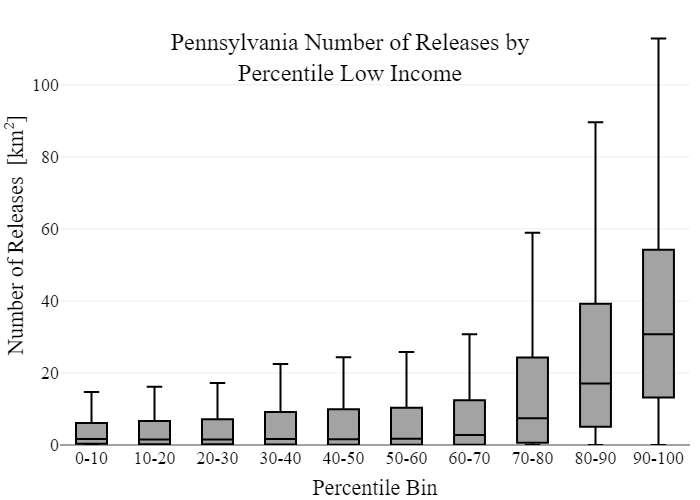 Pennsylvania Number of Releases by
Percentile Low Income
Number of Releases [km²]
100
80
60
40
20
0
0-10 10-20 20-30 30-40 40-50 50-60 60-70 70-80 80-90 90-100
Percentile Bin